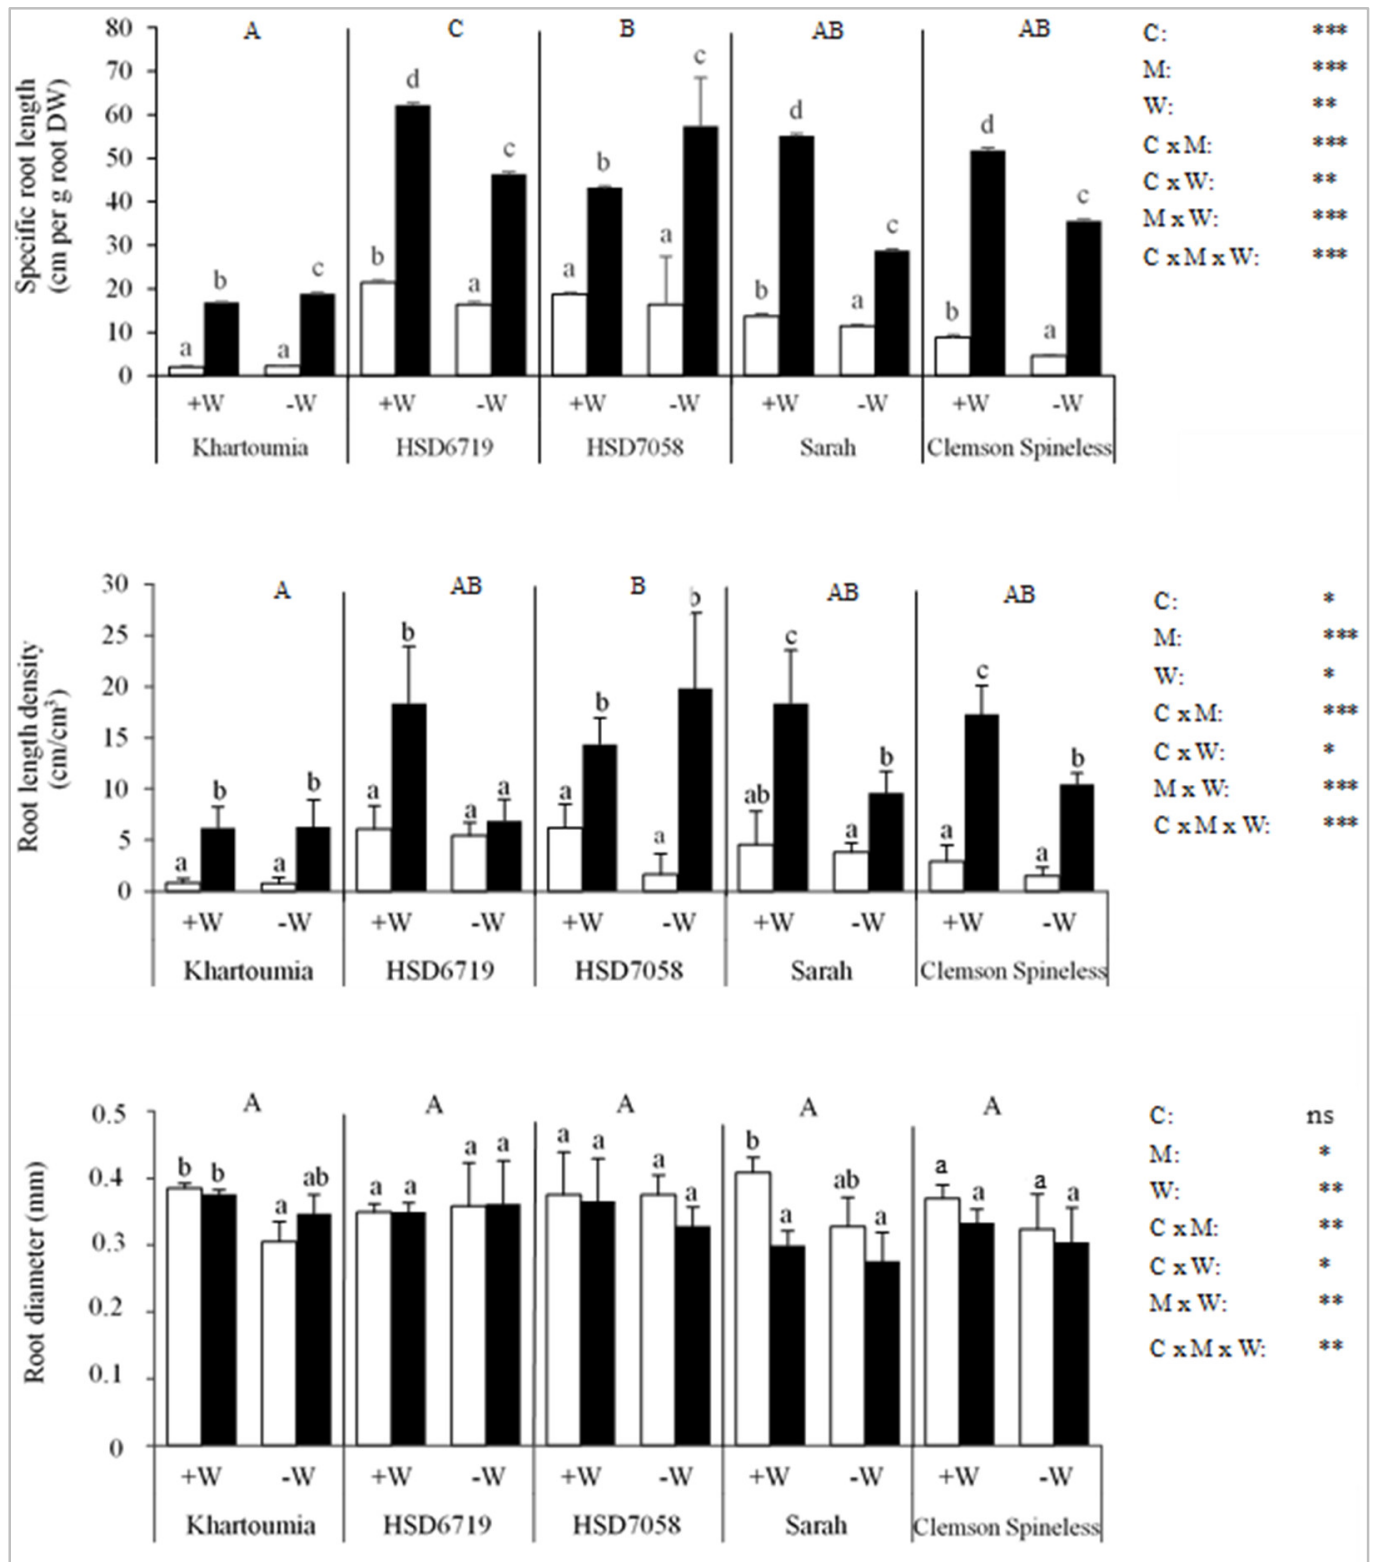 Specific root length
(cm per g root DW)
80
70
60
50
40
30
20
10
0
A C B AB AB
a b a c
b d a c
a b a c
b d a c
b d a c
+W -W +W -W +W -W +W -W +W -W
Khartoumia HSD6719 HSD7058 Sarah Clemson Spineless
C: ***
M: ***
W: **
C x M: ***
C x W: **
M x W: ***
C x M x W: ***
Root length density
(cm/cm³)
30
25
20
15
10
5
0
A AB B AB AB
a b a b
a b a a
a b a b
ab c a b
a c a b
+W -W +W -W +W -W +W -W +W -W
Khartoumia HSD6719 HSD7058 Sarah Clemson Spineless
C: *
M: ***
W: *
C x M: ***
C x W: *
M x W: ***
C x M x W: ***
Root diameter (mm)
0.5
0.4
0.3
0.2
0.1
0
A A A A A
b b a ab
a a a a
a a a a
b a ab a
a a a a
+W -W +W -W +W -W +W -W +W -W
Khartoumia HSD6719 HSD7058 Sarah Clemson Spineless
C: ns
M: *
W: **
C x M: **
C x W: *
M x W: **
C x M x W: **